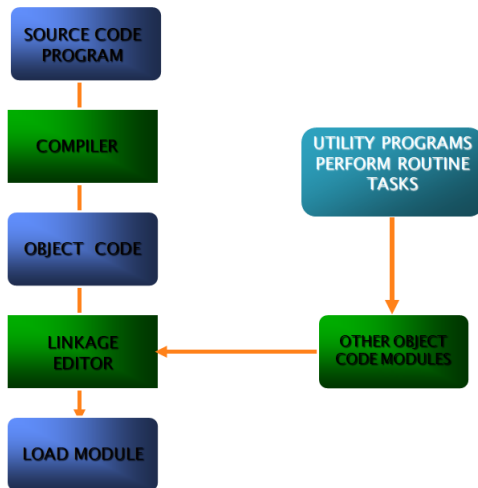 SOURCE CODE
PROGRAM
COMPILER
UTILITY PROGRAMS
PERFORM ROUTINE
TASKS
OBJECT CODE
LINKAGE
EDITOR
OTHER OBJECT
CODE MODULES
LOAD MODULE